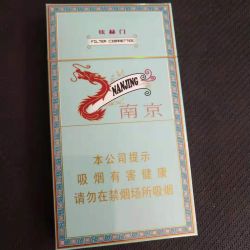 炫赫门
FILTER CIGARETTES
NANJING
南京
本公司提示
吸烟有害健康
请勿在禁烟场所吸烟